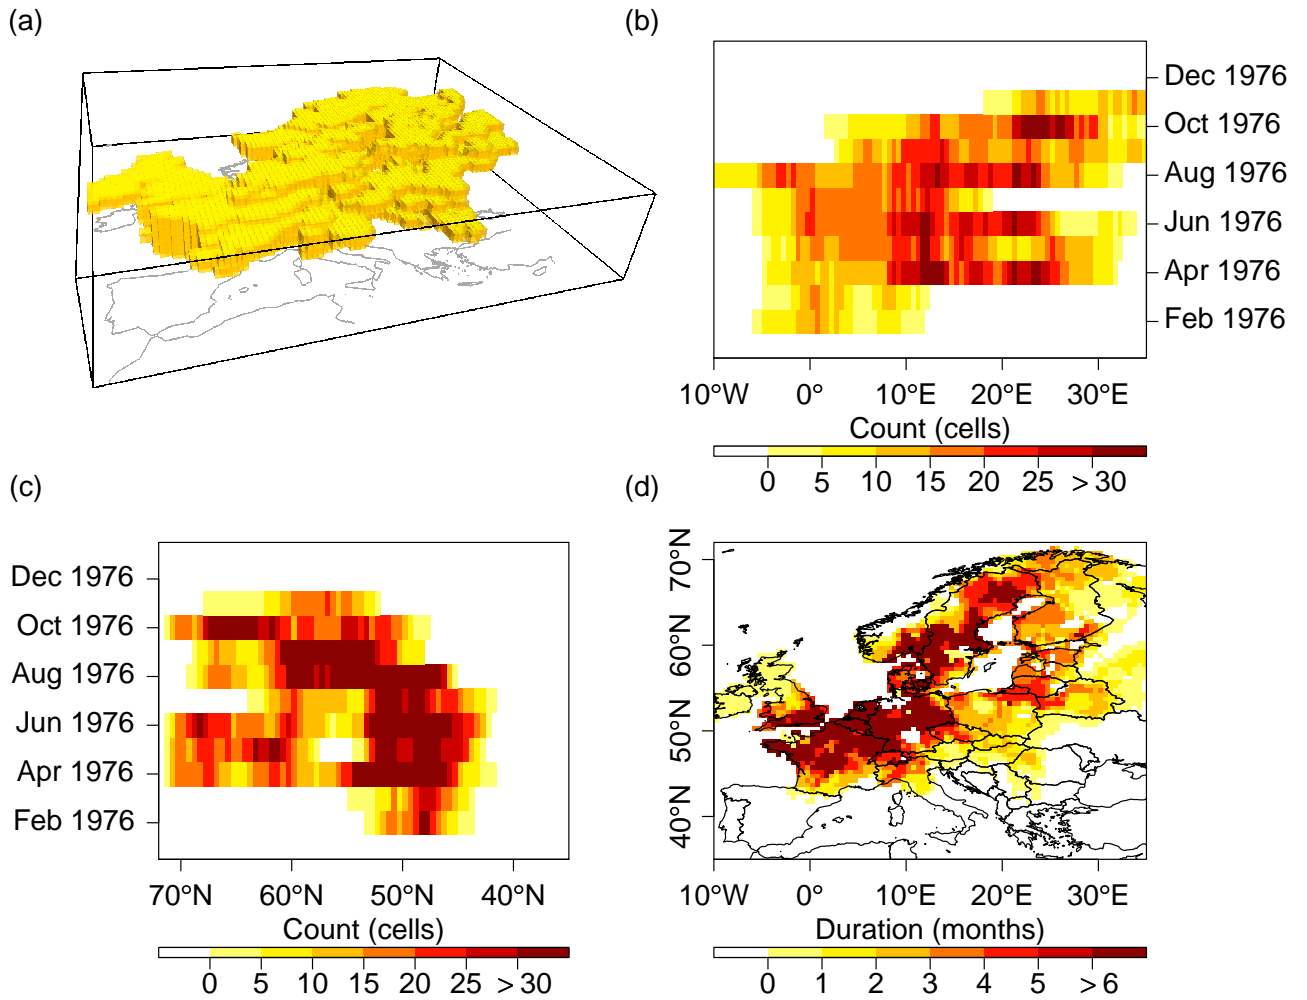 (a)
(b)
Dec 1976
Oct 1976
Aug 1976
Jun 1976
Apr 1976
Feb 1976
10°W 0° 10°E 20°E 30°E
Count (cells)
0 5 10 15 20 25 >30
(c)
Dec 1976
Oct 1976
Aug 1976
Jun 1976
Apr 1976
Feb 1976
70°N 60°N 50°N 40°N
Count (cells)
0 5 10 15 20 25 >30
(d)
70°N
60°N
50°N
40°N
10°W 0° 10°E 20°E 30°E
Duration (months)
0 1 2 3 4 5 >6